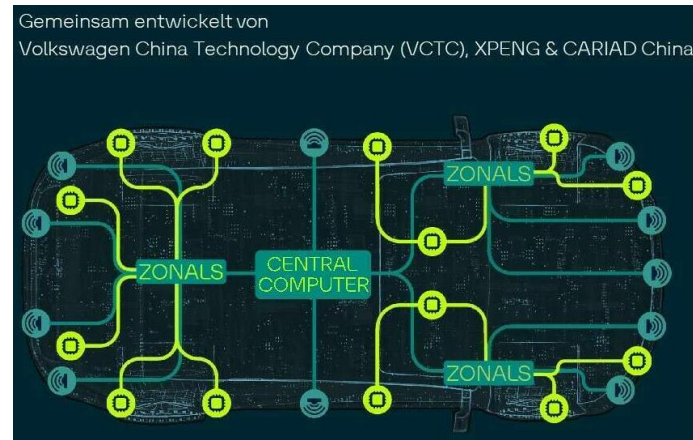 Gemeinsam entwickelt von
Volkswagen China Technology Company (VCTC), XPENG & CARIAD China
ZONALS
ZONALS
CENTRAL
COMPUTER
ZONALS